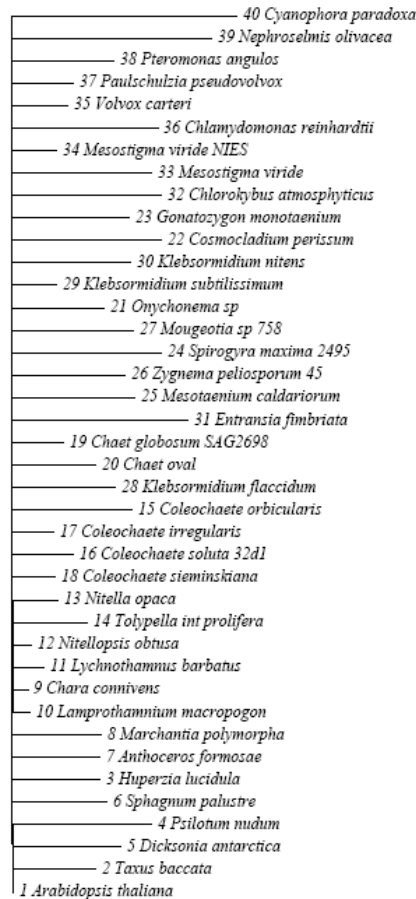 40 Cyanophora paradoxa
39 Nephroselmis olivacea
38 Pteromonas angulos
37 Paulschulzia pseudovolvox
35 Volvox carteri
36 Chlamydomonas reinhardtii
34 Mesostigma viride NIES
33 Mesostigma viride
32 Chlorokybus atmosphyticus
23 Gonatozygon monotaenium
22 Cosmocladium perissum
30 Klebsormidium nitens
29 Klebsormidium subtilissimum
21 Onychonema sp
27 Mougeotia sp 758
24 Spirogyra maxima 2495
26 Zygnema peliosporum 45
25 Mesotaenium caldariorum
31 Entransia fimbriata
19 Chaet globosum SAG2698
20 Chaet oval
28 Klebsormidium flaccidum
15 Coleochaete orbicularis
17 Coleochaete irregularis
16 Coleochaete soluta 32d1
18 Coleochaete sieminskiana
13 Nitella opaca
14 Tolypella int prolifera
12 Nitellopsis obtusa
11 Lychnothamnus barbatus
9 Chara connivens
10 Lamprothamnium macropogon
8 Marchantia polymorpha
7 Anthoceros formosae
3 Huperzia lucidula
6 Sphagnum palustre
4 Psilotum nudum
5 Dicksonia antarctica
2 Taxus baccata
1 Arabidopsis thaliana